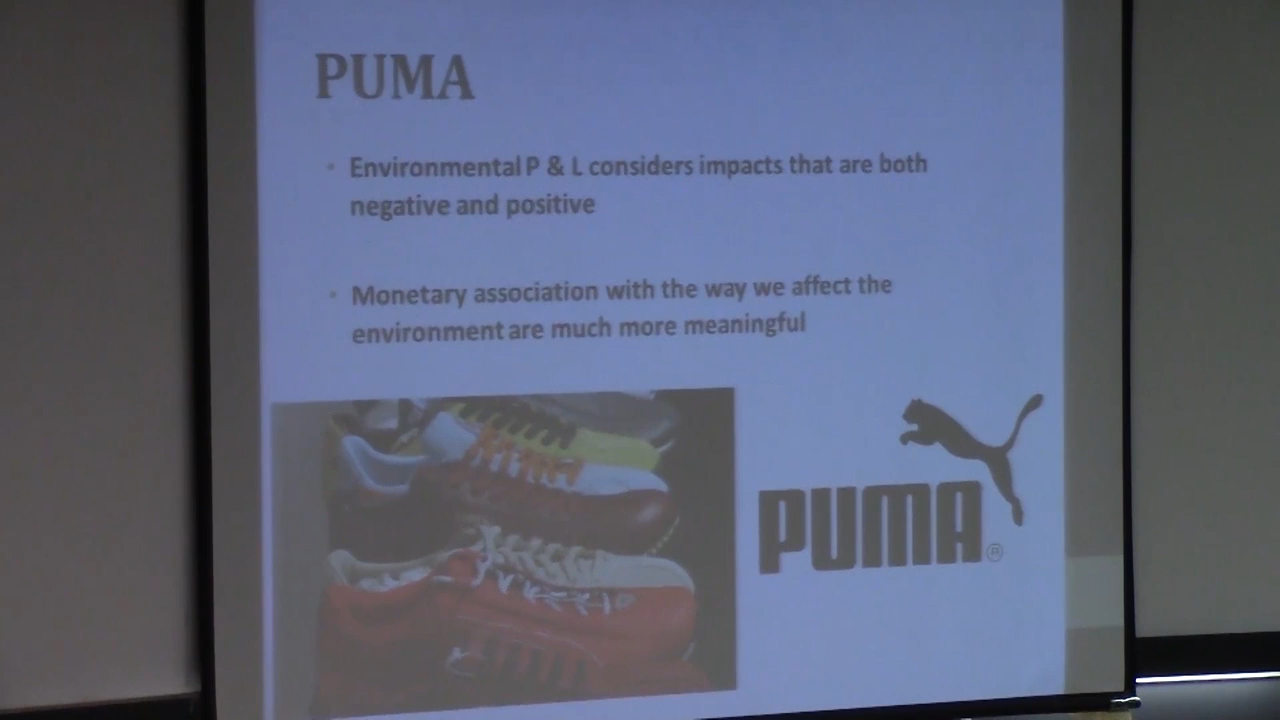 PUMA
• Environmental P & L considers impacts that are both
negative and positive
• Monetary association with the way we affect the
environment are much more meaningful
PUMA®